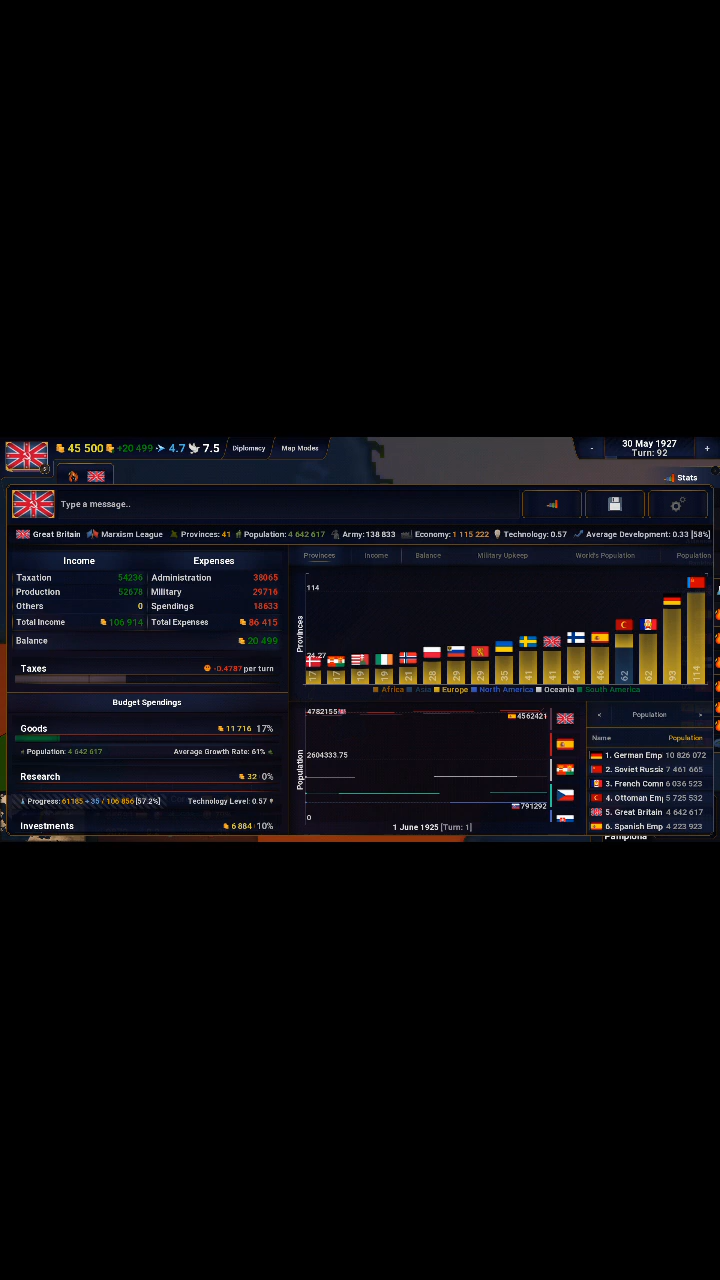 45 500 +20 499 4.7 7.5 Diplomacy Map Modes - 30 May 1927 +
Turn: 92
Stats
Type a message..
Great Britain Marxism League Provinces: 41 Population: 4 642 617 Army: 138 833 Economy: 1 115 222 Technology: 0.57 Average Development: 0.33 [58%]
Income Expenses
Taxation 54236 Administration 38065
Production 52678 Military 29716
Others 0 Spendings 18633
Total Income 106 914 Total Expenses 86 415
Balance 20 499
Taxes -0.4787 per turn
Budget Spendings
Goods 11 716 17%
Population: 4 642 617 Average Growth Rate: 61%
Research 32 0%
Progress: 61185 + 35 / 106 856 [57.2%] Technology Level: 0.57
Investments 6 884 10%
Provinces Income Balance Military Upkeep World's Population Population
Provinces
114
24.27
17 17 19 19 21 28 29 29 35 41 41 46 46 62 62 93 114
Africa Asia Europe North America Oceania South America
Population
4782155
4562421
2604333.75
791292
0
1 June 1925 [Turn: 1]
< Population >
Name Population
1. German Emp 10 826 072
2. Soviet Russia 7 461 665
3. French Comm 6 036 523
4. Ottoman Emp 5 725 532
5. Great Britain 4 642 617
6. Spanish Emp 4 223 923
Pamplona